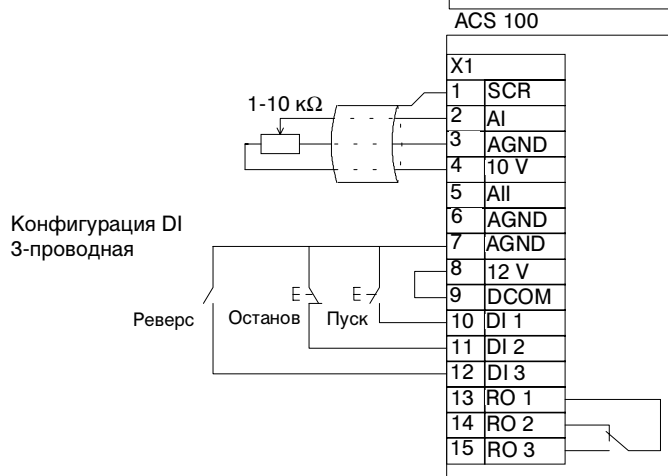 ACS 100
X1
1 SCR
1-10 кΩ
2 AI
3 AGND
4 10 V
5 AII
6 AGND
Конфигурация DI
3-проводная
7 AGND
8 12 V
9 DCOM
Реверс Останов Пуск
10 DI 1
11 DI 2
12 DI 3
13 RO 1
14 RO 2
15 RO 3